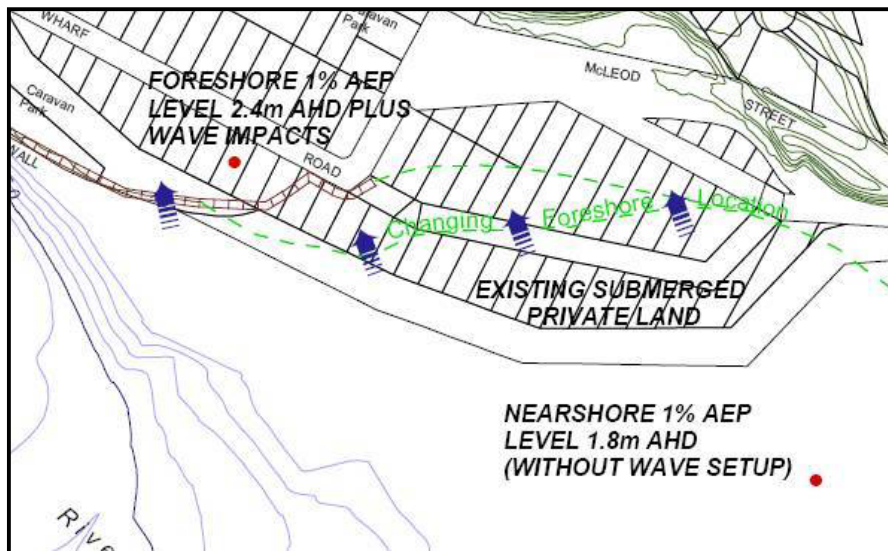 WHARF
Caravan
Park
FORESHORE 1% AEP
LEVEL 2.4m AHD PLUS
WAVE IMPACTS
McLEOD
STREET
Caravan
Park
WALL
ROAD
Changing Foreshore Location
EXISTING SUBMERGED
PRIVATE LAND
NEARSHORE 1% AEP
LEVEL 1.8m AHD
(WITHOUT WAVE SETUP)